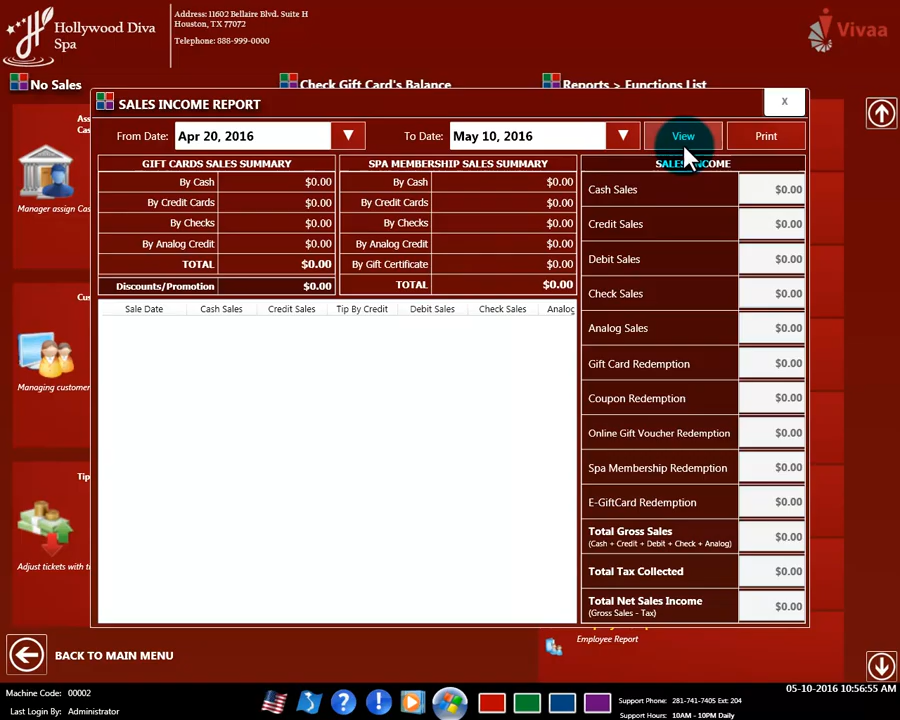 Hollywood Diva
Spa
Address: 11602 Bellaire Blvd. Suite H
Houston, TX 77072
Telephone: 888-999-0000
Vivaa
No Sales
Check Gift Card's Balance
Reports > Functions List
SALES INCOME REPORT
X
From Date:
Apr 20, 2016
To Date:
May 10, 2016
View
Print
GIFT CARDS SALES SUMMARY
By Cash $0.00
By Credit Cards $0.00
By Checks $0.00
By Analog Credit $0.00
TOTAL $0.00
Discounts/Promotion $0.00
SPA MEMBERSHIP SALES SUMMARY
By Cash $0.00
By Credit Cards $0.00
By Checks $0.00
By Analog Credit $0.00
By Gift Certificate $0.00
TOTAL $0.00
SALES INCOME
Cash Sales $0.00
Credit Sales $0.00
Debit Sales $0.00
Check Sales $0.00
Analog Sales $0.00
Gift Card Redemption $0.00
Coupon Redemption $0.00
Online Gift Voucher Redemption $0.00
Spa Membership Redemption $0.00
E-GiftCard Redemption $0.00
Total Gross Sales $0.00
(Cash + Credit + Debit + Check + Analog)
Total Tax Collected $0.00
Total Net Sales Income $0.00
(Gross Sales - Tax)
Sale Date Cash Sales Credit Sales Tip By Credit Debit Sales Check Sales Analog
Ass
Cas
Manager assign Cas
Cus
Managing customer
Tip
Adjust tickets with ti
Employee Report
BACK TO MAIN MENU
Machine Code: 00002
Last Login By: Administrator
05-10-2016 10:56:55 AM
Support Phone: 281-741-7405 Ext: 204
Support Hours: 10AM - 10PM Daily